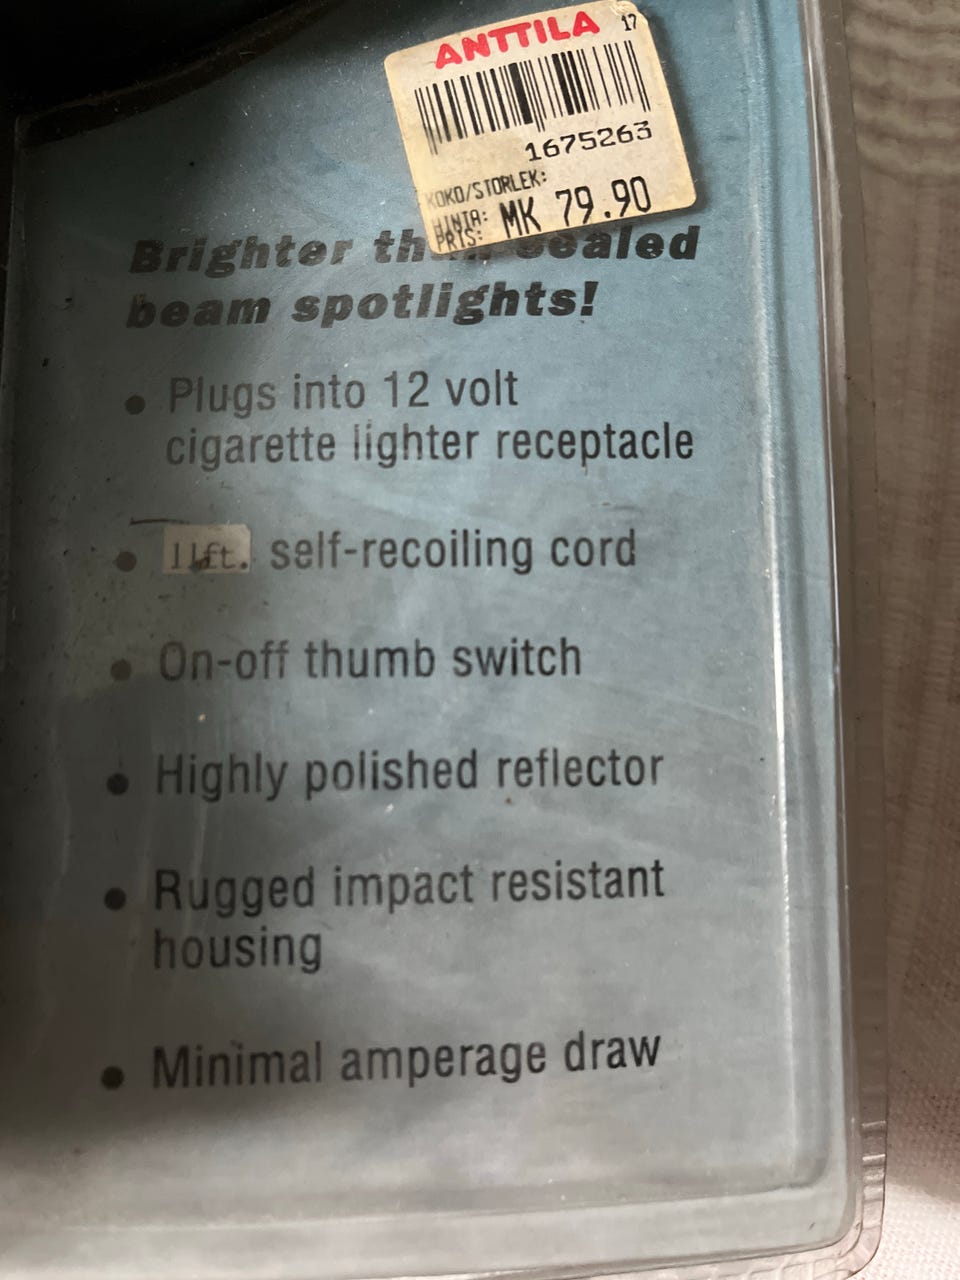 ANTTILA 17
1675263
KOKO/STORLEK:
HINTA:
PRIS: MK 79.90
Brighter sealed
beam spotlights!
• Plugs into 12 volt
cigarette lighter receptacle
• 11ft. self-recoiling cord
• On-off thumb switch
• Highly polished reflector
• Rugged impact resistant
housing
• Minimal amperage draw